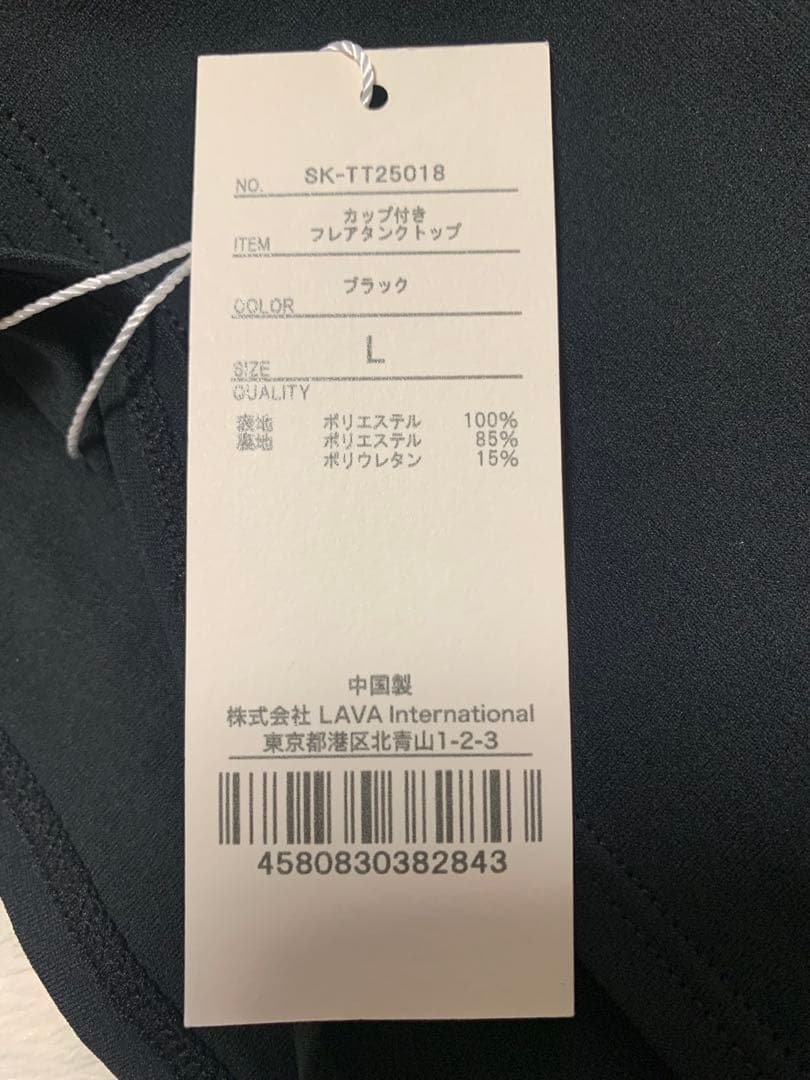 NO. SK-TT25018
カップ付き
ITEM フレアタンクトップ
COLOR ブラック
SIZE L
QUALITY
表地 ポリエステル 100%
裏地 ポリエステル 85%
ポリウレタン 15%
中国製
株式会社 LAVA International
東京都港区北青山1-2-3
4580830382843